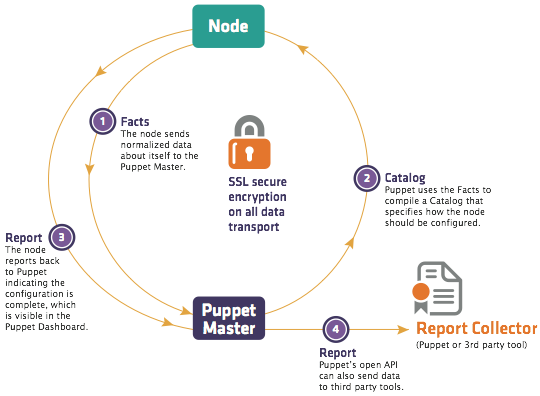 Node
1
Facts
The node sends
normalized data
about itself to the
Puppet Master.
SSL secure
encryption
on all data
transport
2
Catalog
Puppet uses the Facts to
compile a Catalog that
specifies how the node
should be configured.
Report
3
The node
reports back
to Puppet
indicating the
configuration is
complete, which
is visible in the
Puppet Dashboard.
Puppet
Master
4
Report
Puppet's open API
can also send data
to third party tools.
Report Collector
(Puppet or 3rd party tool)